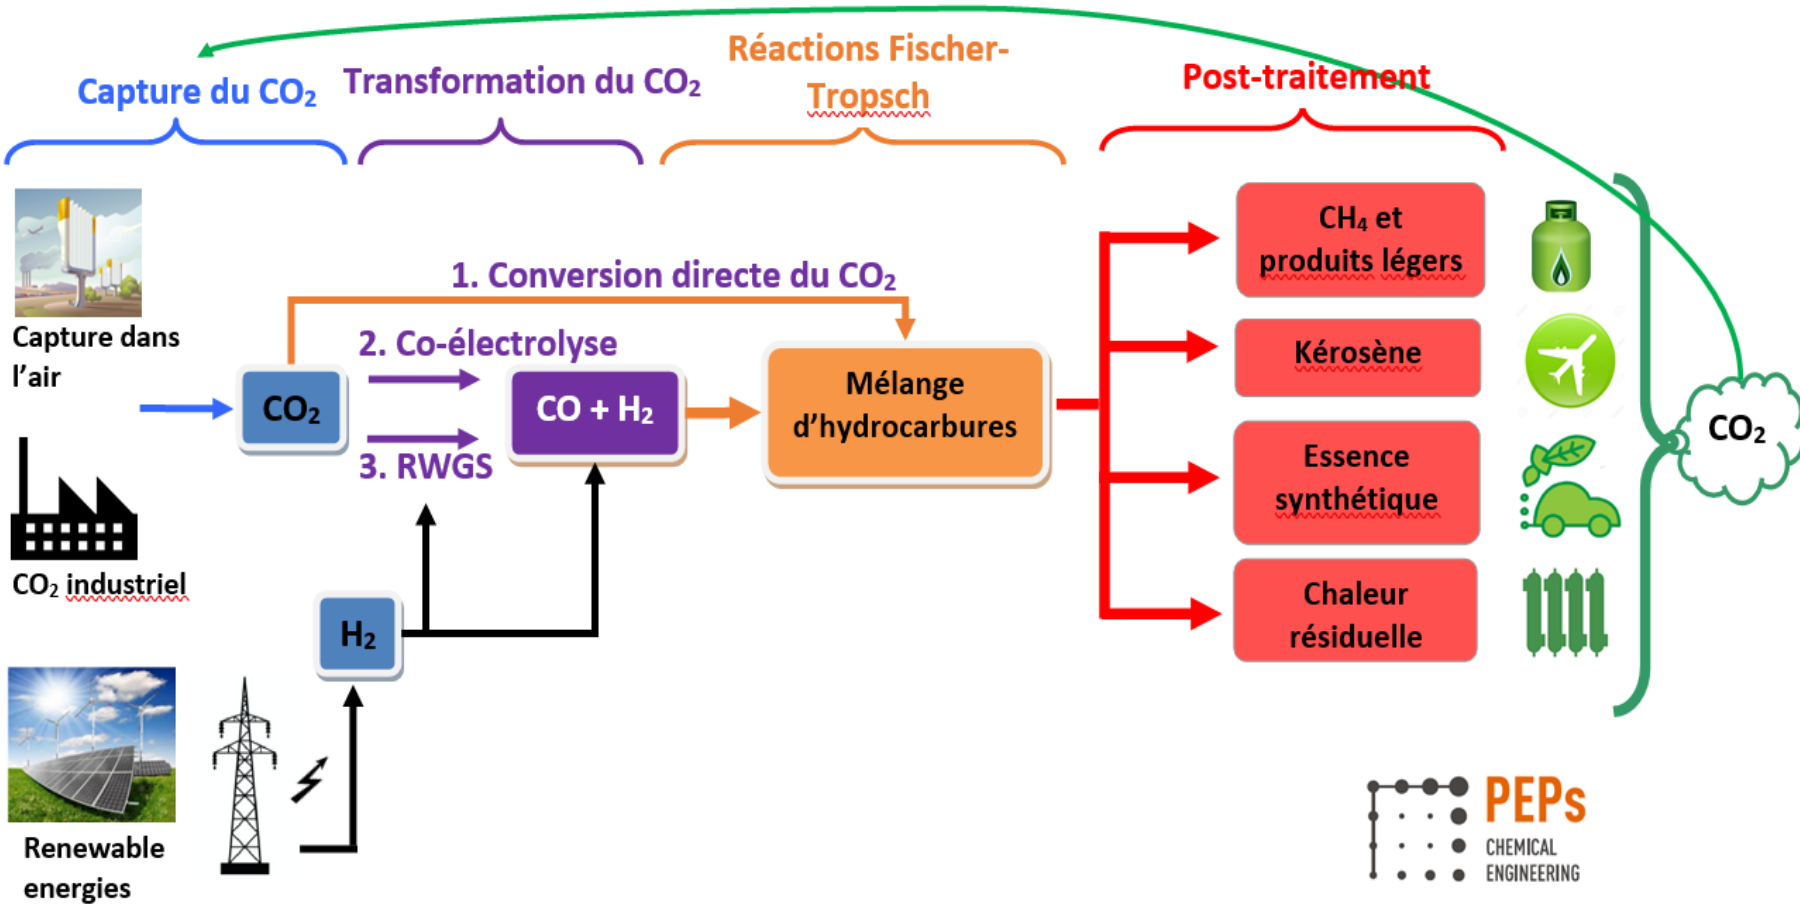 Réactions Fischer-
Tropsch
Capture du CO₂
Transformation du CO₂
Post-traitement
Capture dans
l’air
CO₂ industriel
Renewable
energies
CO₂
H₂
1. Conversion directe du CO₂
2. Co-électrolyse
3. RWGS
CO + H₂
Mélange
d’hydrocarbures
CH₄ et
produits légers
Kérosène
Essence
synthétique
Chaleur
résiduelle
CO₂
PEPs
CHEMICAL
ENGINEERING